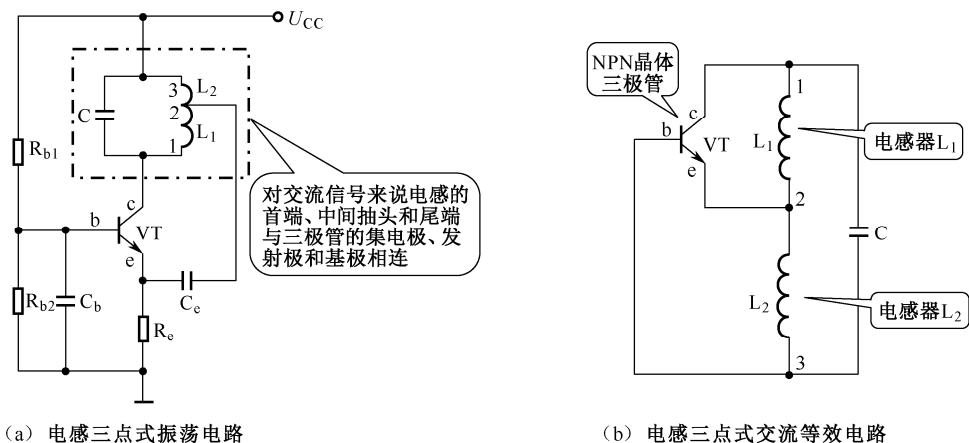 U_CC
C
3
2
1
L_2
L_1
R_b1
对交流信号来说电感的
首端、中间抽头和尾端
与三极管的集电极、发
射极和基极相连
c
b
VT
e
R_b2
C_b
C_e
R_e
(a) 电感三点式振荡电路
NPN晶体
三极管
c
b
VT
e
1
L_1
电感器L_1
2
C
L_2
电感器L_2
3
(b) 电感三点式交流等效电路